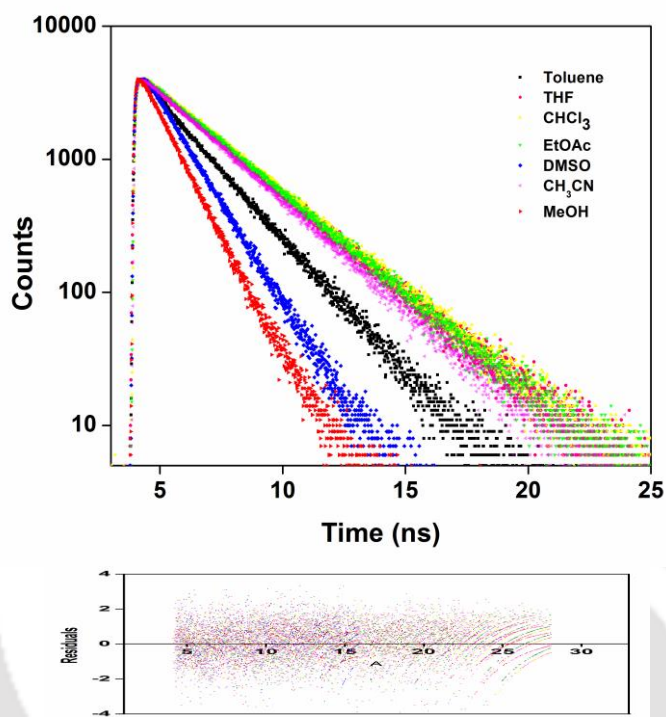 10000
1000
100
10
Counts
Toluene
THF
CHCl₃
EtOAc
DMSO
CH₃CN
MeOH
5 10 15 20 25
Time (ns)
4
2
0
-2
-4
Residuals
5 10 15 20 25 30